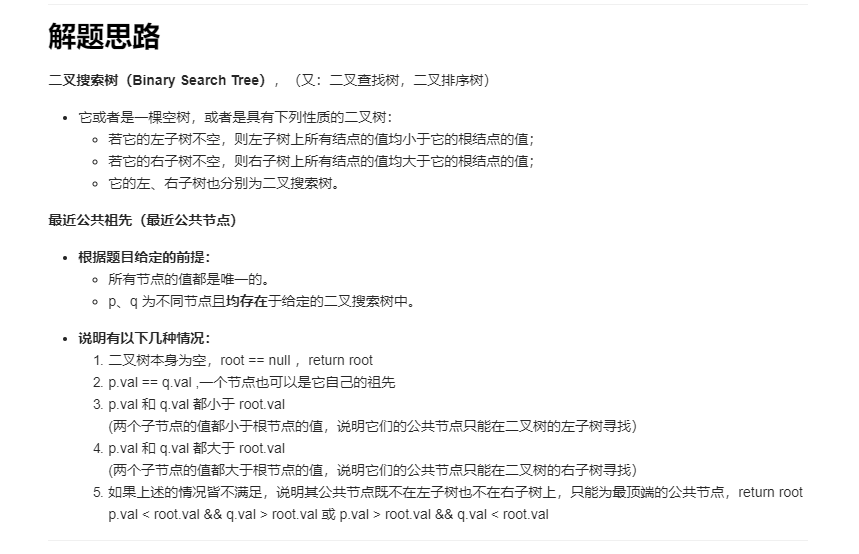 解题思路
二叉搜索树（Binary Search Tree），（又：二叉查找树，二叉排序树）
它或者是一棵空树，或者是具有下列性质的二叉树：
若它的左子树不空，则左子树上所有结点的值均小于它的根结点的值；
若它的右子树不空，则右子树上所有结点的值均大于它的根结点的值；
它的左、右子树也分别为二叉搜索树。
最近公共祖先（最近公共节点）
根据题目给定的前提：
所有节点的值都是唯一的。
p、q 为不同节点且均存在于给定的二叉搜索树中。
说明有以下几种情况：
1. 二叉树本身为空，root == null ，return root
2. p.val == q.val ,一个节点也可以是它自己的祖先
3. p.val 和 q.val 都小于 root.val
(两个子节点的值都小于根节点的值，说明它们的公共节点只能在二叉树的左子树寻找）
4. p.val 和 q.val 都大于 root.val
(两个子节点的值都大于根节点的值，说明它们的公共节点只能在二叉树的右子树寻找）
5. 如果上述的情况皆不满足，说明其公共节点既不在左子树也不在右子树上，只能为最顶端的公共节点，return root
p.val < root.val && q.val > root.val 或 p.val > root.val && q.val < root.val